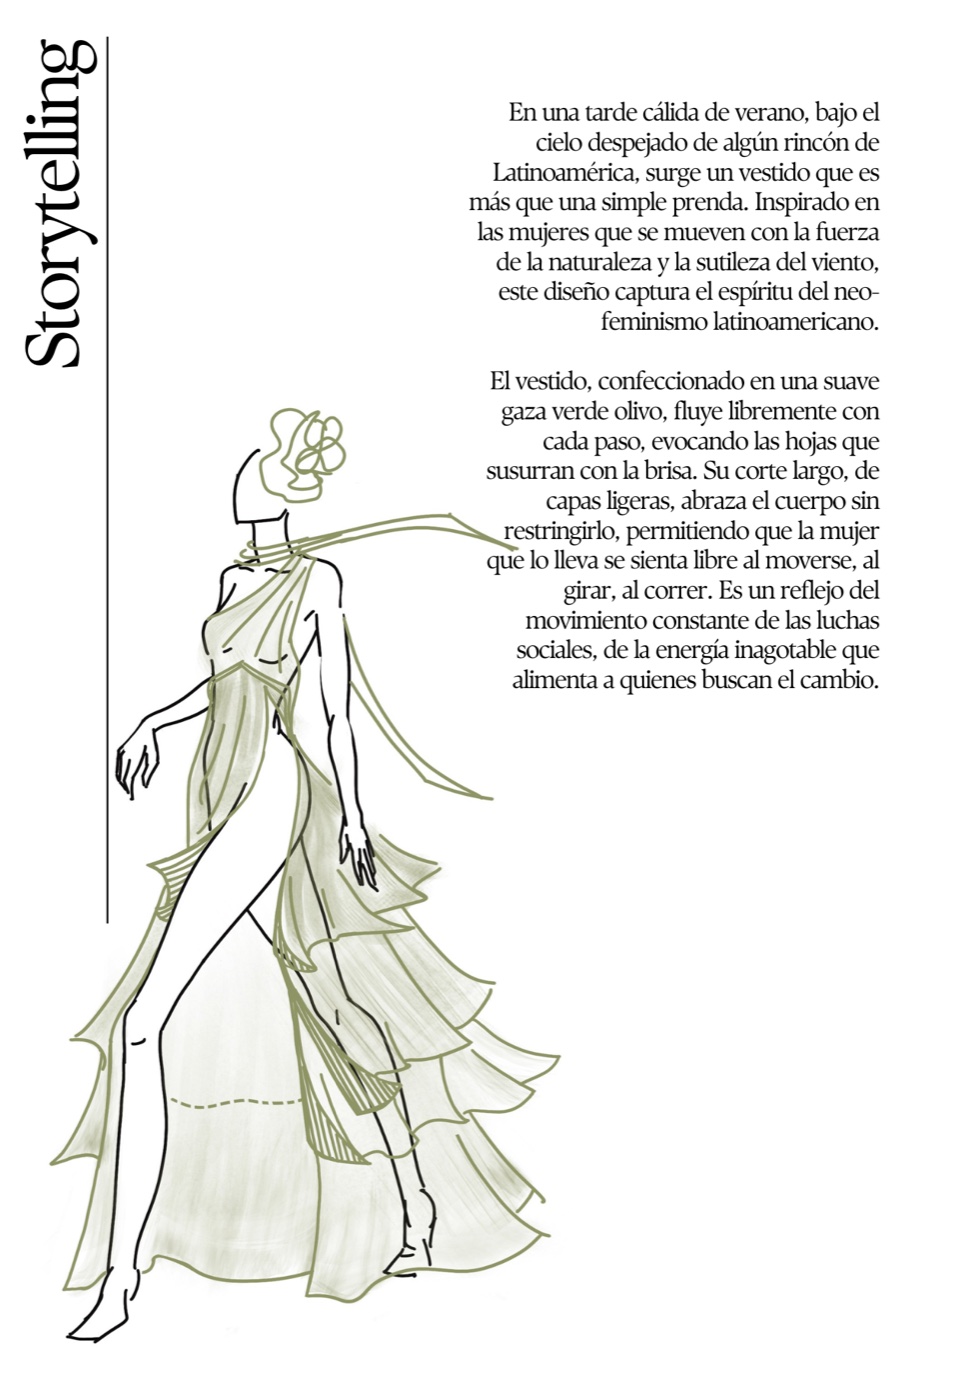 Storytelling
En una tarde cálida de verano, bajo el
cielo despejado de algún rincón de
Latinoamérica, surge un vestido que es
más que una simple prenda. Inspirado en
las mujeres que se mueven con la fuerza
de la naturaleza y la sutileza del viento,
este diseño captura el espíritu del neo-
feminismo latinoamericano.
El vestido, confeccionado en una suave
gaza verde olivo, fluye libremente con
cada paso, evocando las hojas que
susurran con la brisa. Su corte largo, de
capas ligeras, abraza el cuerpo sin
restringirlo, permitiendo que la mujer
que lo lleva se sienta libre al moverse, al
girar, al correr. Es un reflejo del
movimiento constante de las luchas
sociales, de la energía inagotable que
alimenta a quienes buscan el cambio.